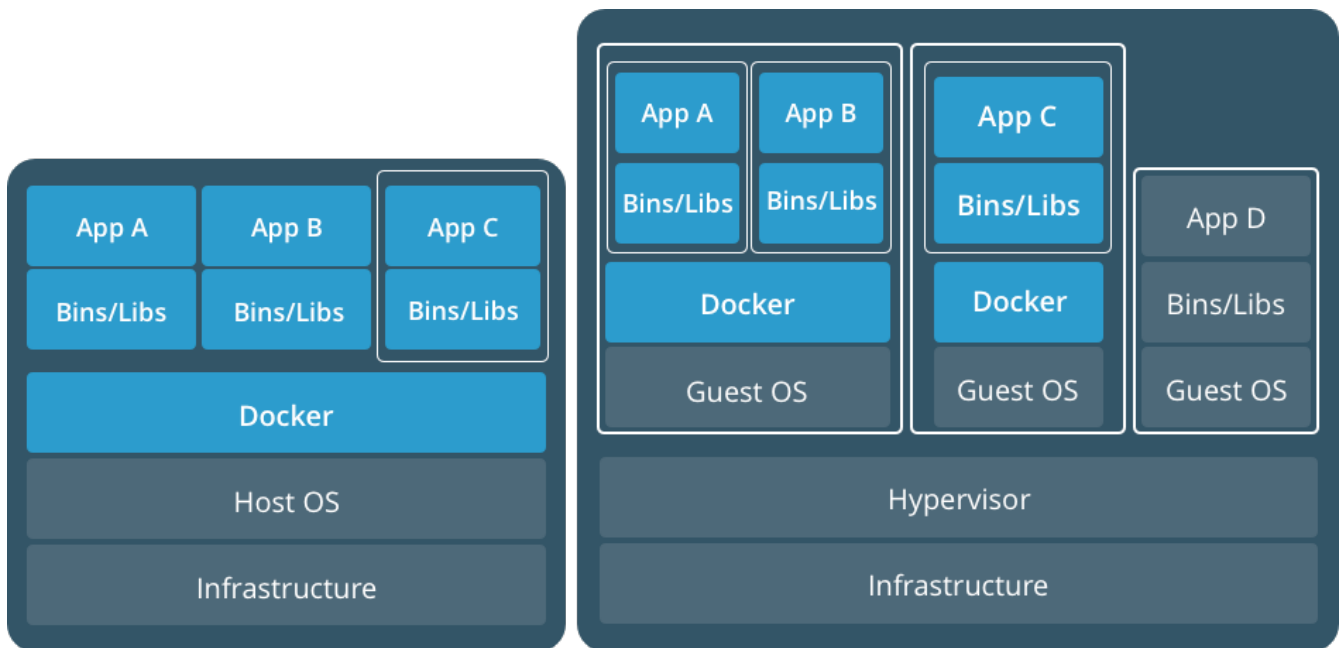 App A
App B
App C
Bins/Libs
Bins/Libs
Bins/Libs
Docker
Host OS
Infrastructure
App A
App B
App C
Bins/Libs
Bins/Libs
Bins/Libs
App D
Docker
Docker
Bins/Libs
Guest OS
Guest OS
Guest OS
Hypervisor
Infrastructure